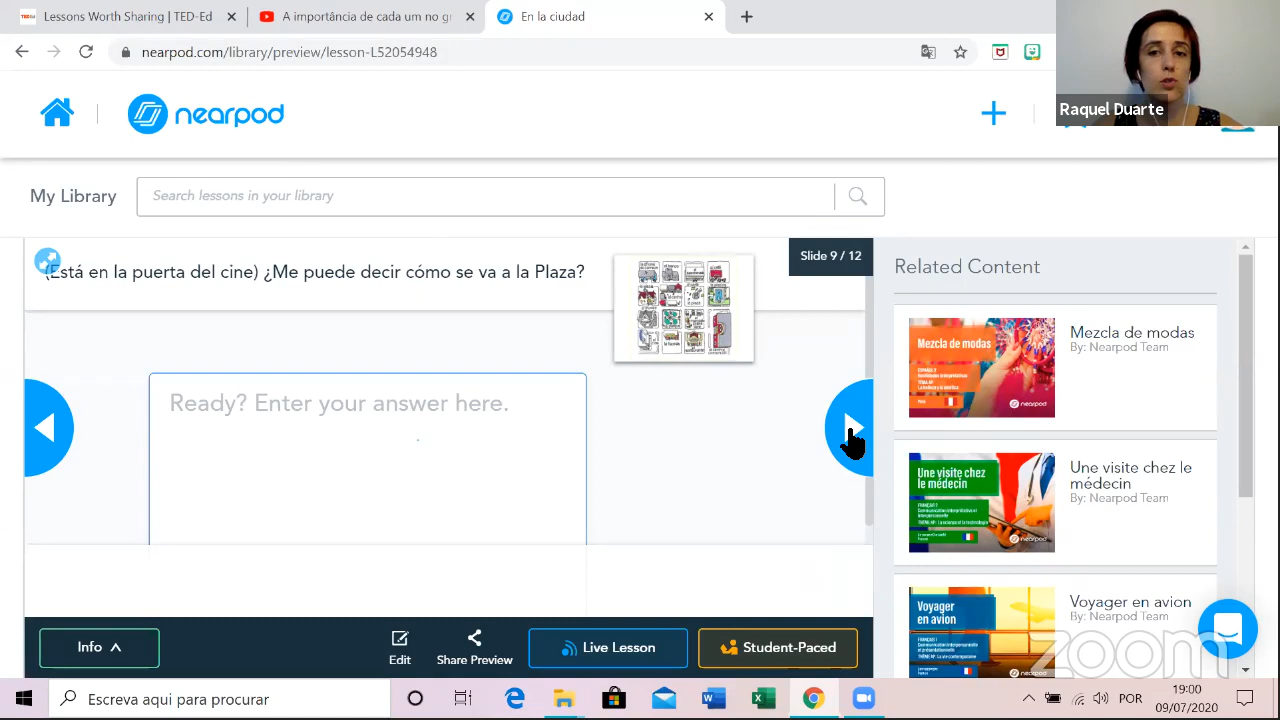 Lessons Worth Sharing | TED-Ed
A importância de cada um no gr
En la ciudad
nearpod.com/library/preview/lesson-L52054948
nearpod
Raquel Duarte
My Library
Search lessons in your library
(Está en la puerta del cine) ¿Me puede decir cómo se va a la Plaza?
Slide 9 / 12
Ready? Enter your answer here.
Related Content
Mezcla de modas
Mezcla de modas
By: Nearpod Team
nearpod
Une visite chez le médecin
Une visite chez le
médecin
By: Nearpod Team
nearpod
Voyager
en avion
Voyager en avion
By: Nearpod Team
nearpod
Info
Edit
Share Preview
Live Lesson
Student-Paced
zoom
Escreva aqui para procurar
POR
19:00
09/07/2020